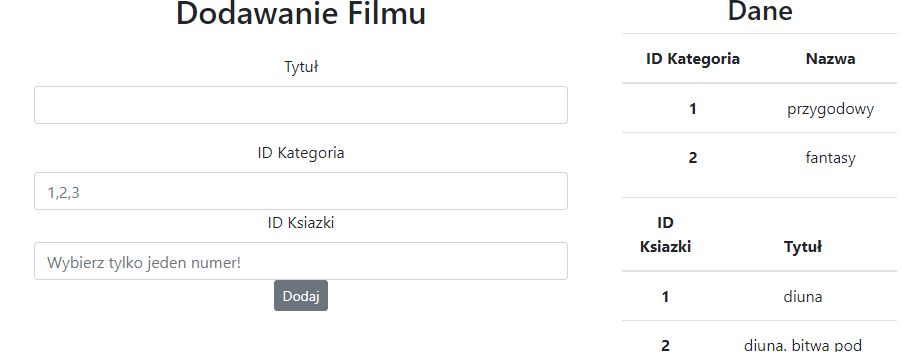 Dodawanie Filmu
Tytuł
ID Kategoria
1,2,3
ID Ksiazki
Wybierz tylko jeden numer!
Dodaj
Dane
ID Kategoria Nazwa
1 przygodowy
2 fantasy
ID
Ksiazki Tytuł
1 diuna
2 diuna. bitwa pod